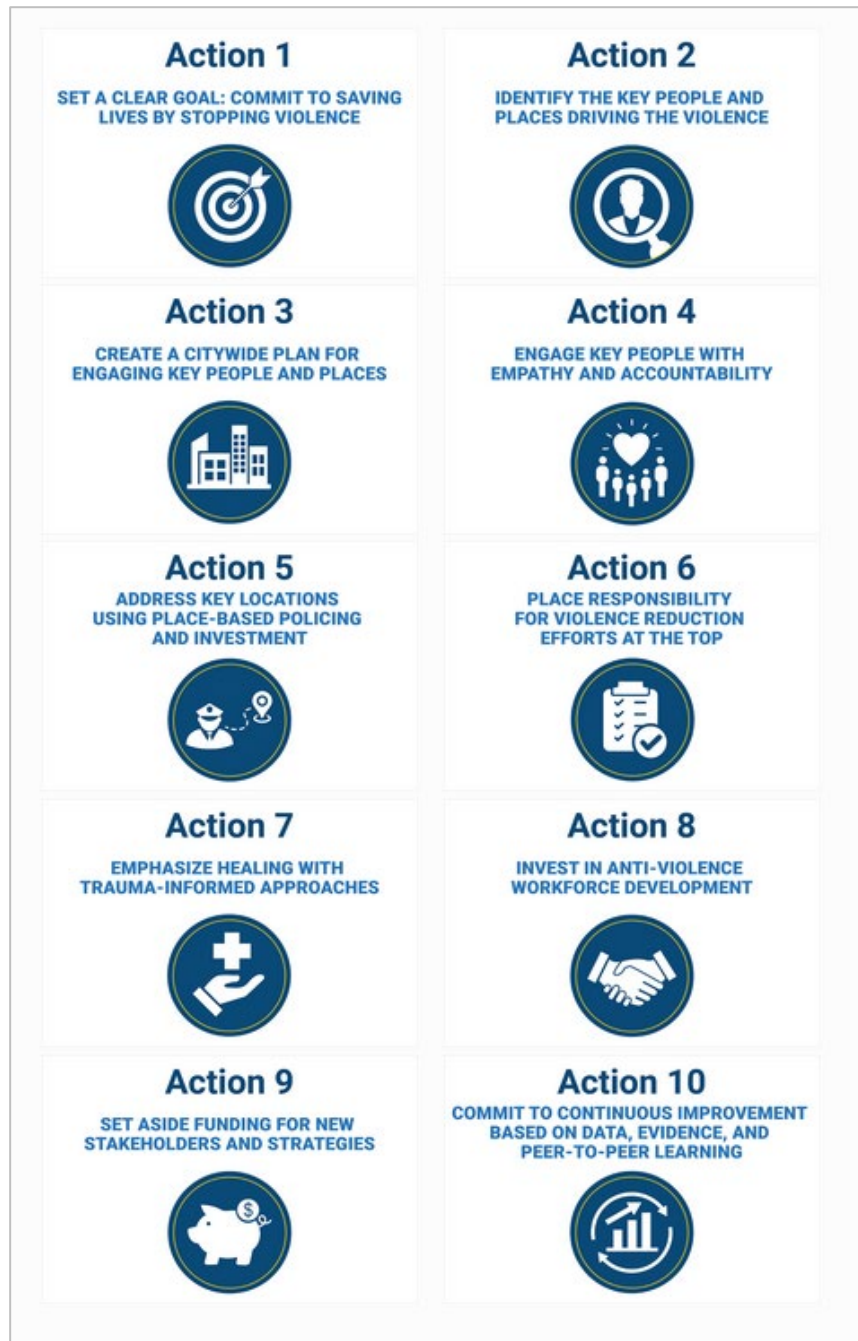 Action 1
SET A CLEAR GOAL: COMMIT TO SAVING
LIVES BY STOPPING VIOLENCE
Action 2
IDENTIFY THE KEY PEOPLE AND
PLACES DRIVING THE VIOLENCE
Action 3
CREATE A CITYWIDE PLAN FOR
ENGAGING KEY PEOPLE AND PLACES
Action 4
ENGAGE KEY PEOPLE WITH
EMPATHY AND ACCOUNTABILITY
Action 5
ADDRESS KEY LOCATIONS
USING PLACE-BASED POLICING
AND INVESTMENT
Action 6
PLACE RESPONSIBILITY
FOR VIOLENCE REDUCTION
EFFORTS AT THE TOP
Action 7
EMPHASIZE HEALING WITH
TRAUMA-INFORMED APPROACHES
Action 8
INVEST IN ANTI-VIOLENCE
WORKFORCE DEVELOPMENT
Action 9
SET ASIDE FUNDING FOR NEW
STAKEHOLDERS AND STRATEGIES
$
Action 10
COMMIT TO CONTINUOUS IMPROVEMENT
BASED ON DATA, EVIDENCE, AND
PEER-TO-PEER LEARNING